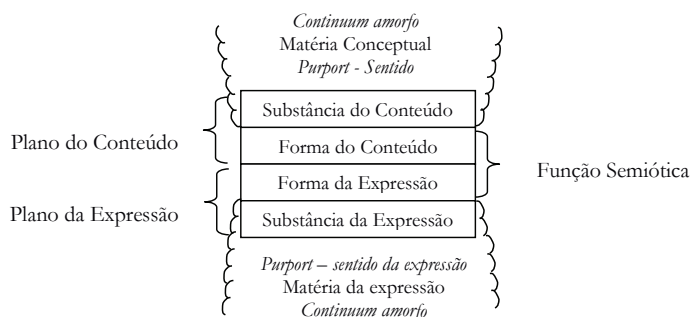 Continuum amorfo
Matéria Conceptual
Purport - Sentido
Substância do Conteúdo
Plano do Conteúdo
Forma do Conteúdo
Função Semiótica
Forma da Expressão
Plano da Expressão
Substância da Expressão
Purport – sentido da expressão
Matéria da expressão
Continuum amorfo